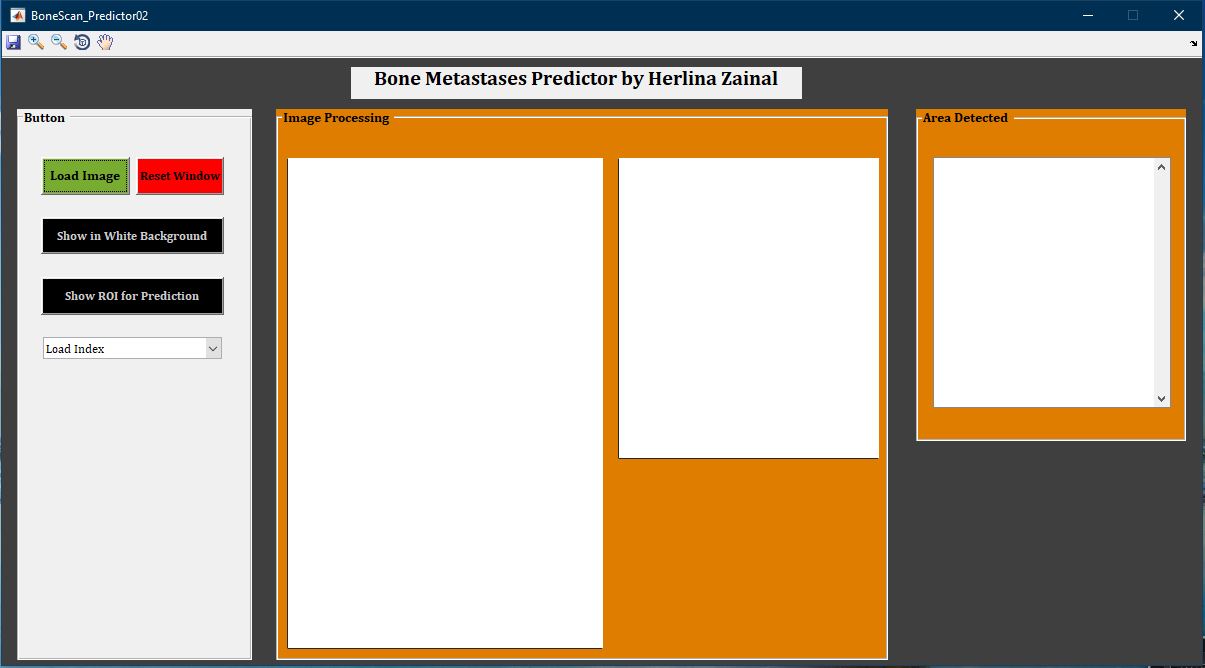 BoneScan_Predictor02
Bone Metastases Predictor by Herlina Zainal
Button
Load Image
Reset Window
Show in White Background
Show ROI for Prediction
Load Index
Image Processing
Area Detected